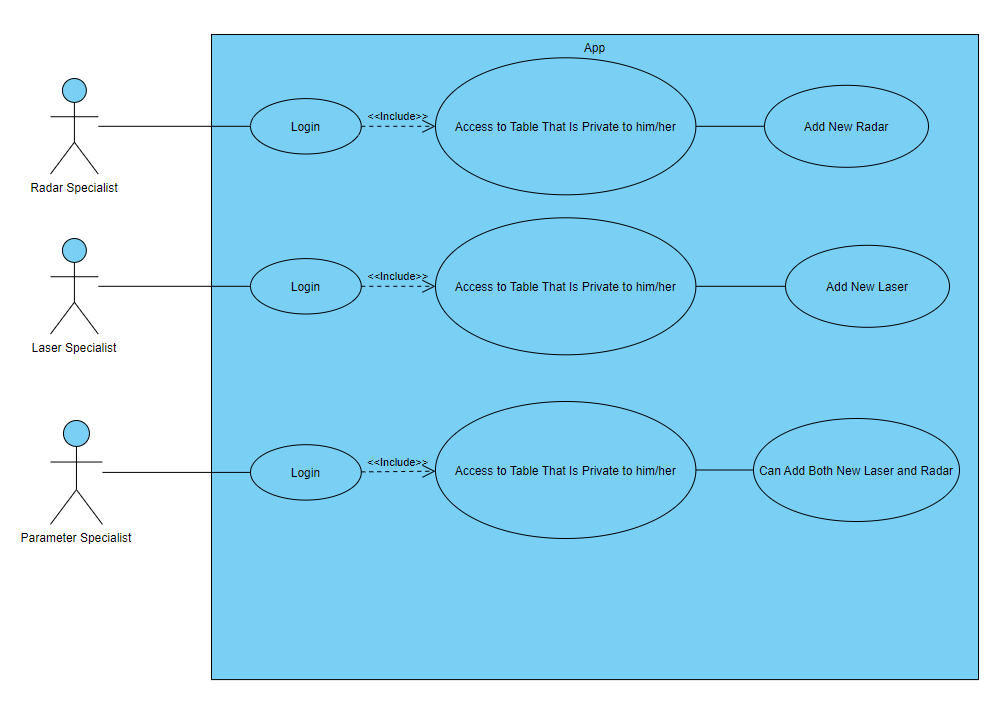 App
<<Include>>
Login
Access to Table That Is Private to him/her
Add New Radar
Radar Specialist
<<Include>>
Login
Access to Table That Is Private to him/her
Add New Laser
Laser Specialist
<<Include>>
Login
Access to Table That Is Private to him/her
Can Add Both New Laser and Radar
Parameter Specialist